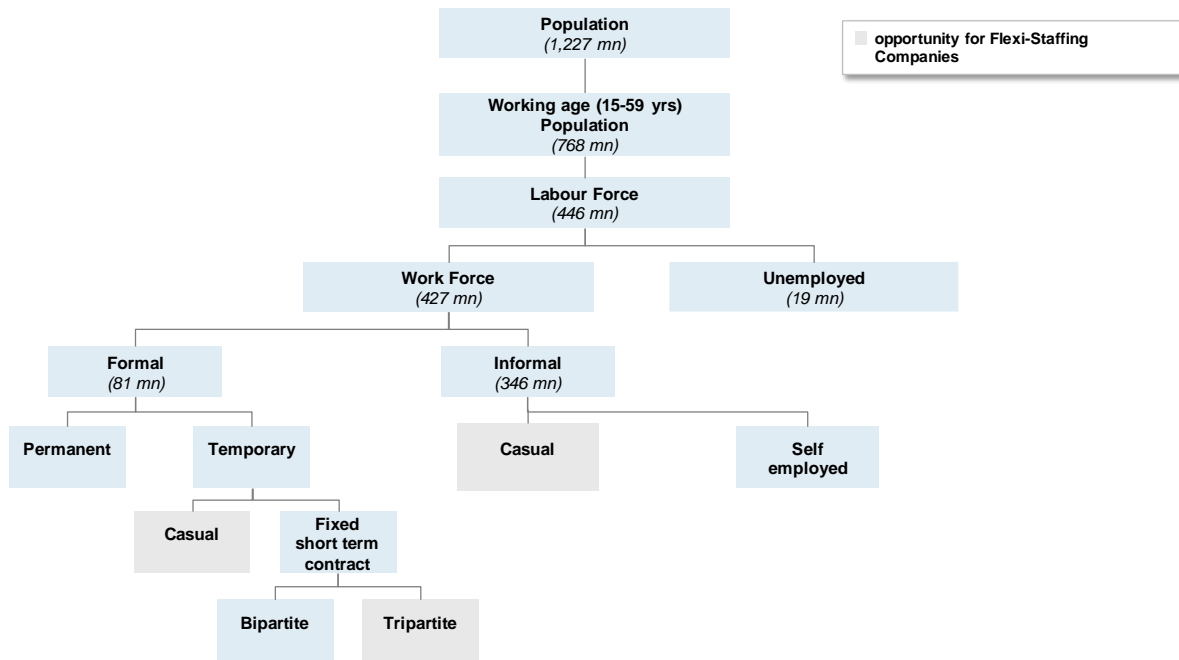 Population
(1,227 mn)
opportunity for Flexi-Staffing
Companies
Working age (15-59 yrs)
Population
(768 mn)
Labour Force
(446 mn)
Work Force
(427 mn)
Unemployed
(19 mn)
Formal
(81 mn)
Informal
(346 mn)
Permanent
Temporary
Casual
Self
employed
Casual
Fixed
short term
contract
Bipartite
Tripartite